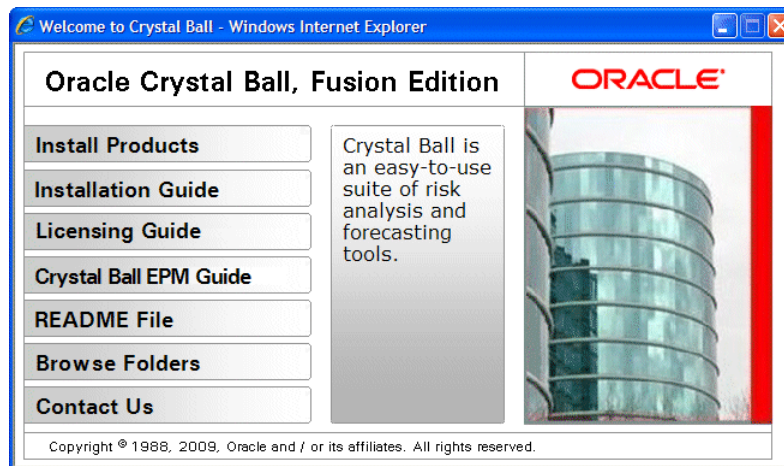 Welcome to Crystal Ball - Windows Internet Explorer
Oracle Crystal Ball, Fusion Edition
ORACLE®
Install Products
Installation Guide
Licensing Guide
Crystal Ball EPM Guide
README File
Browse Folders
Contact Us
Crystal Ball is
an easy-to-use
suite of risk
analysis and
forecasting
tools.
Copyright © 1988, 2009, Oracle and / or its affiliates. All rights reserved.